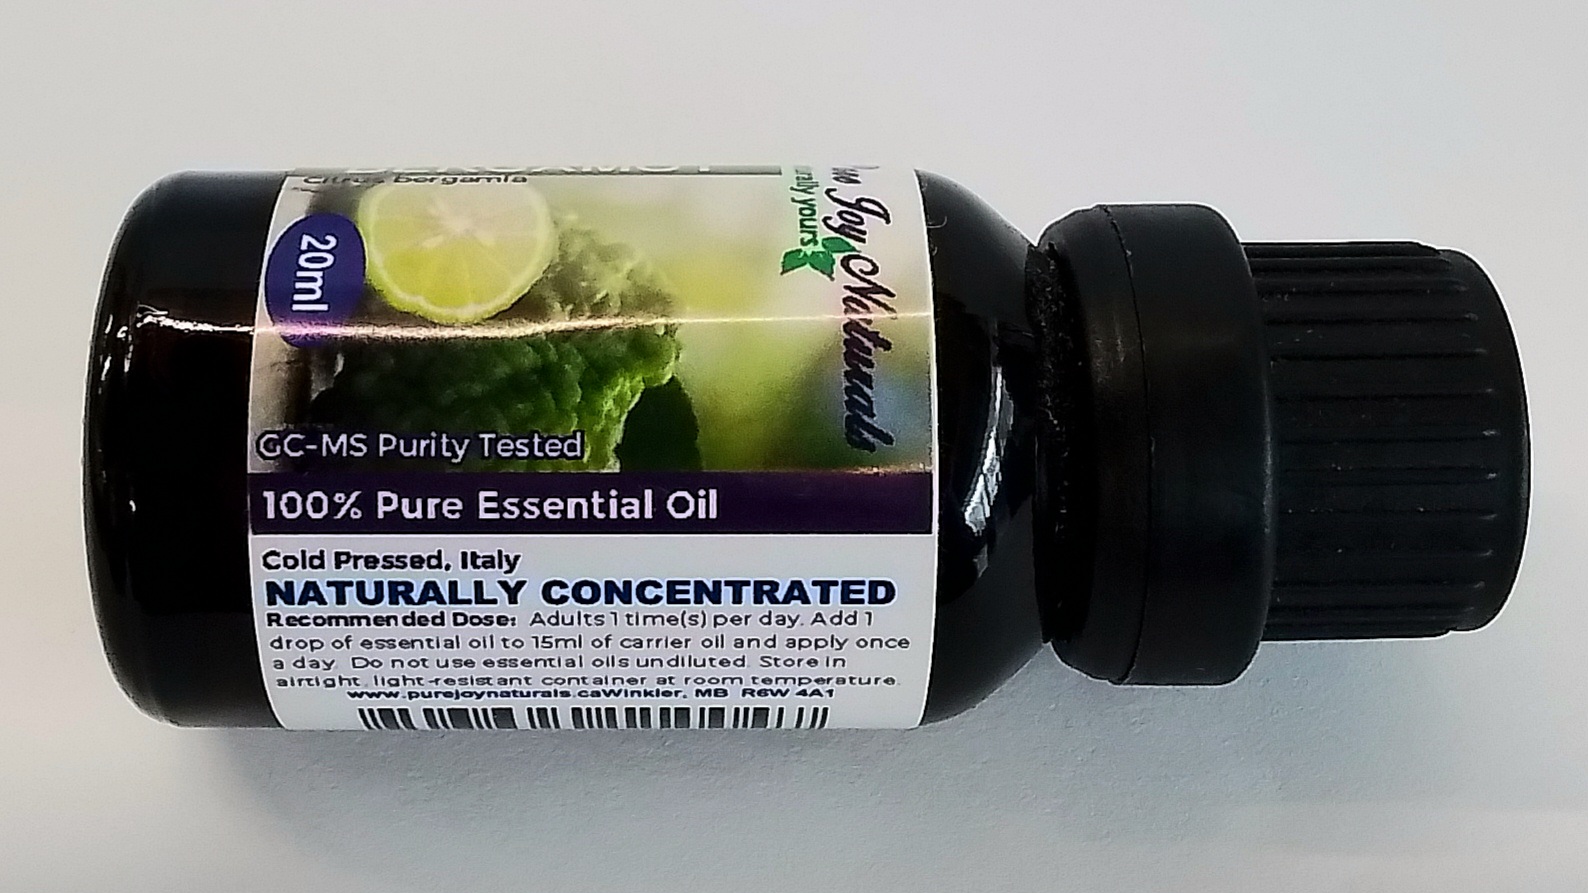 BERGAMOT
Citrus bergamia
20ml
Pure Joy Naturals
naturally yours
GC-MS Purity Tested
100% Pure Essential Oil
Cold Pressed, Italy
NATURALLY CONCENTRATED
Recommended Dose: Adults 1 time(s) per day. Add 1
drop of essential oil to 15ml of carrier oil and apply once
a day. Do not use essential oils undiluted. Store in
airtight, light-resistant container at room temperature.
www.purejoynaturals.caWinkler, MB R6W 4A1